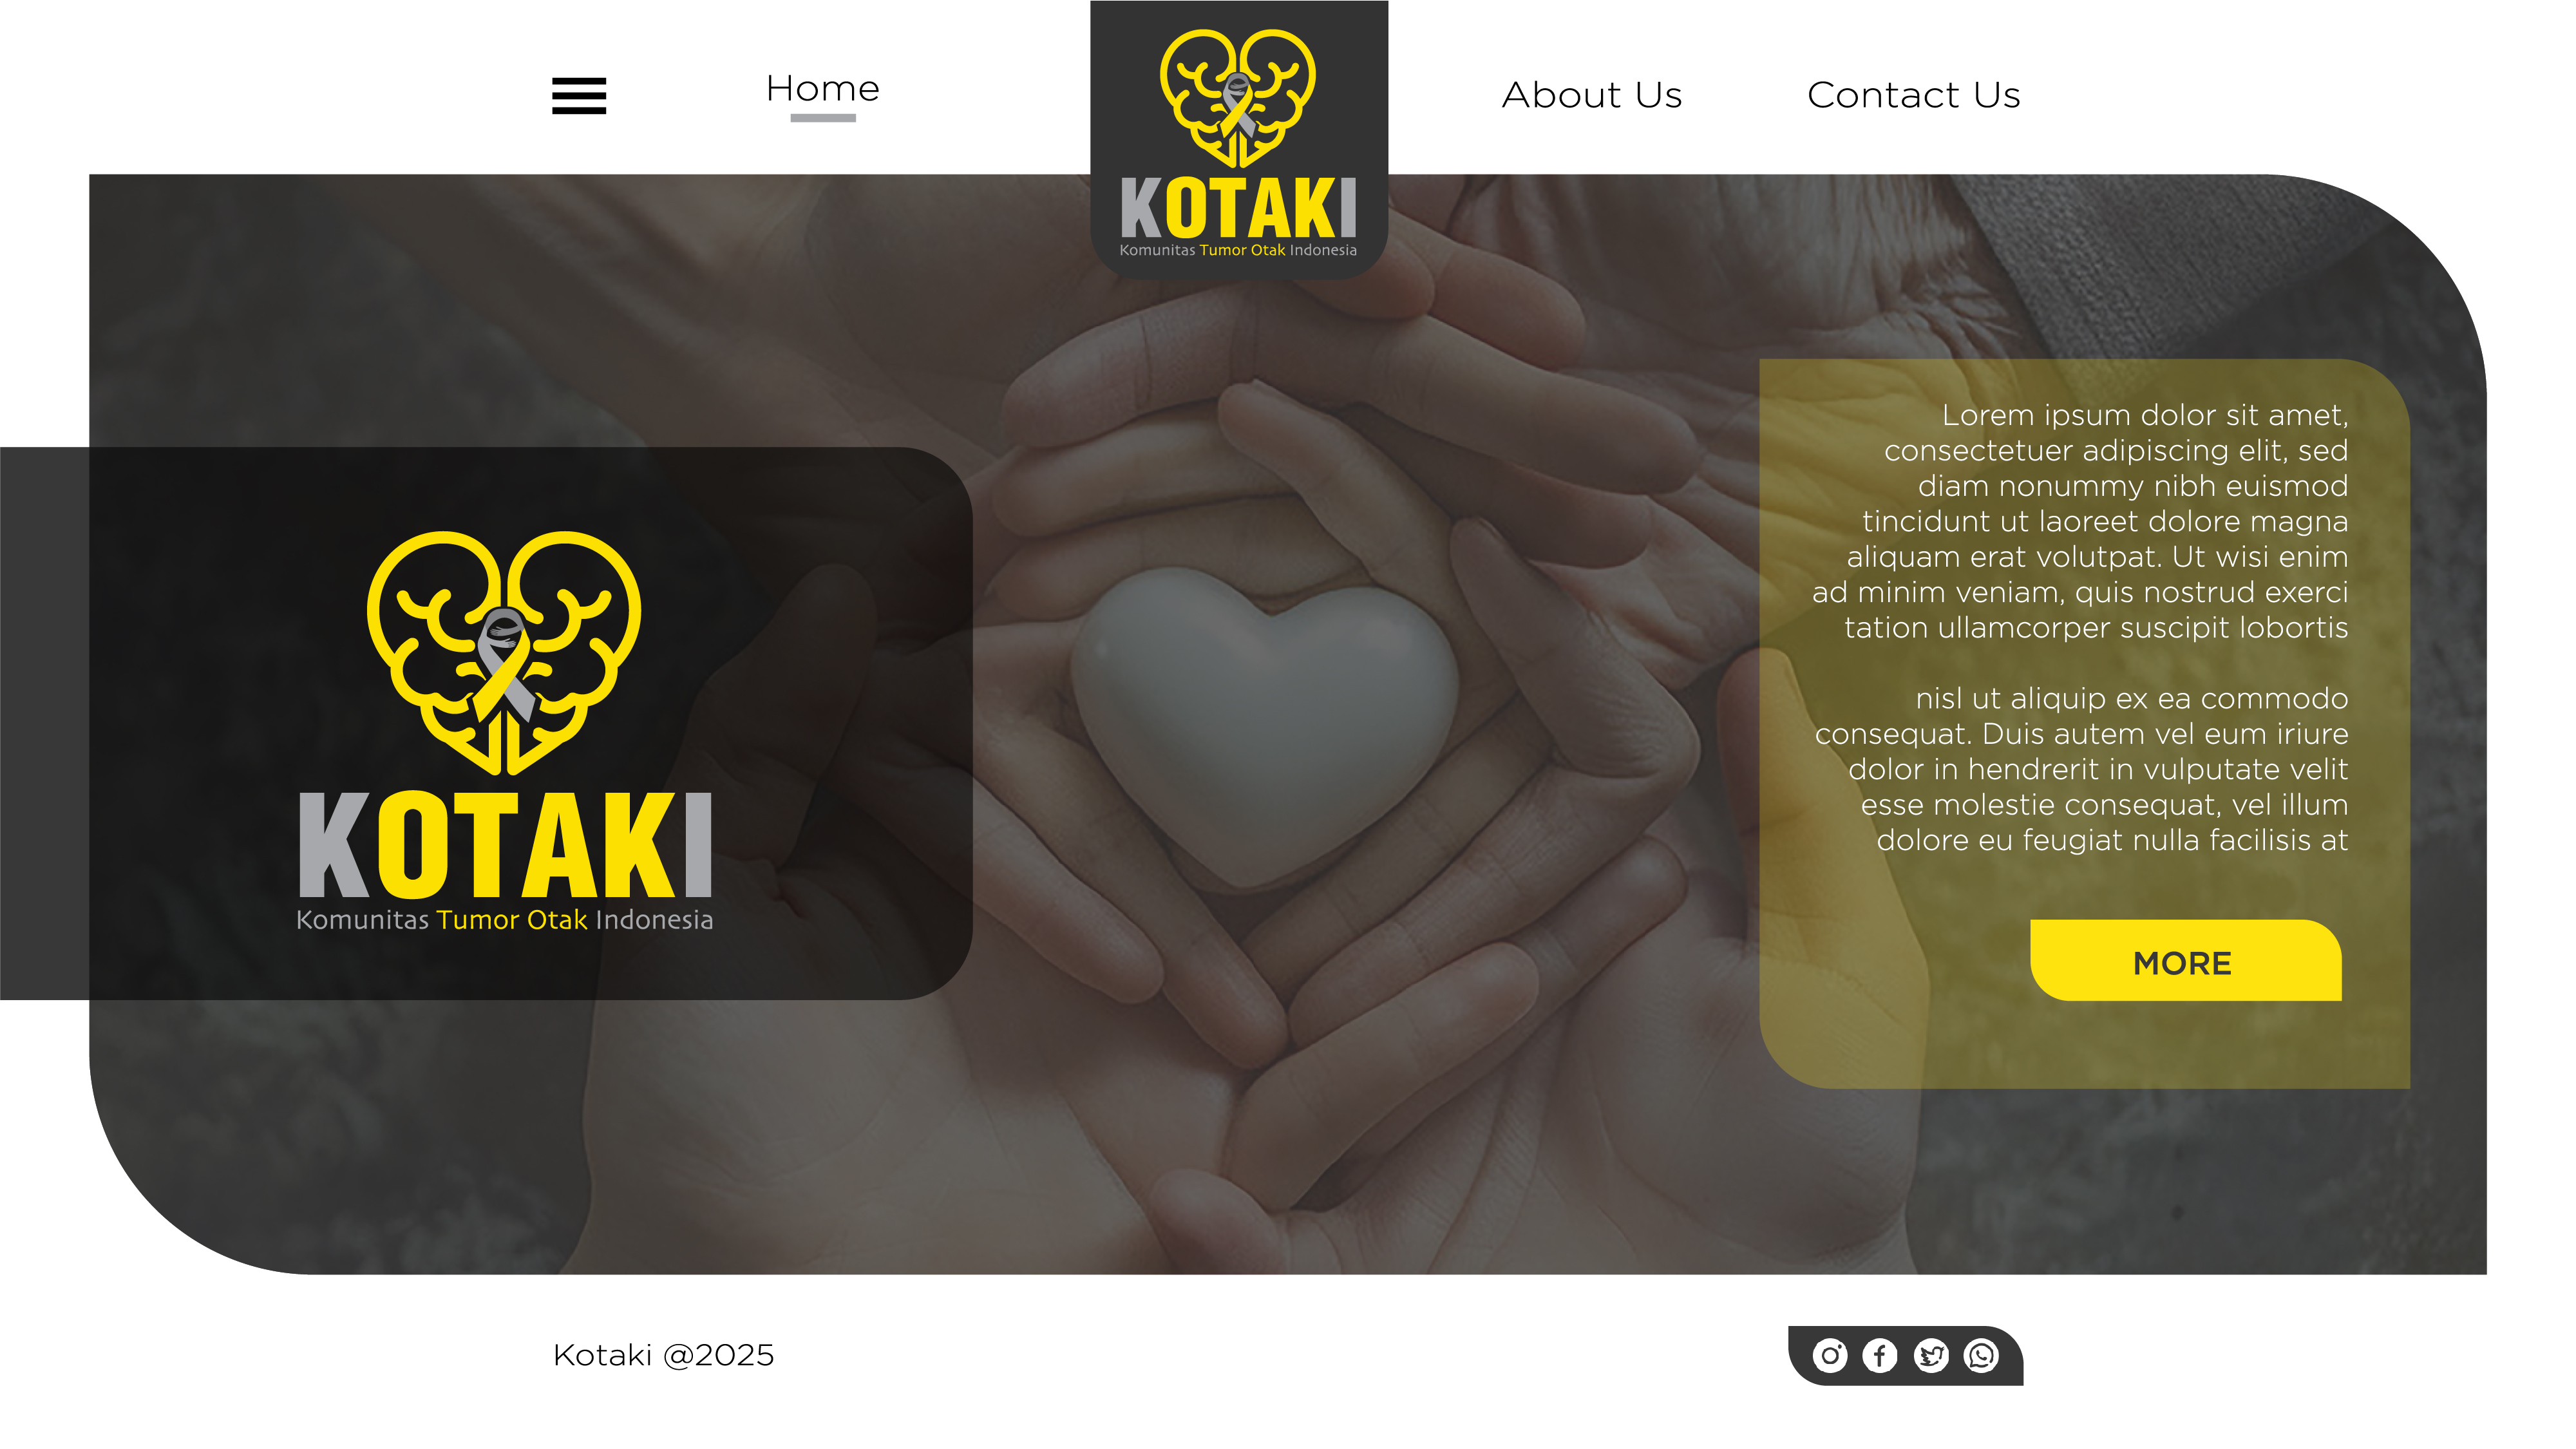 Home
About Us
Contact Us
KOTAKI
Komunitas Tumor Otak Indonesia
KOTAKI
Komunitas Tumor Otak Indonesia
Lorem ipsum dolor sit amet,
consectetuer adipiscing elit, sed
diam nonummy nibh euismod
tincidunt ut laoreet dolore magna
aliquam erat volutpat. Ut wisi enim
ad minim veniam, quis nostrud exerci
tation ullamcorper suscipit lobortis
nisl ut aliquip ex ea commodo
consequat. Duis autem vel eum iriure
dolor in hendrerit in vulputate velit
esse molestie consequat, vel illum
dolore eu feugiat nulla facilisis at
MORE
Kotaki @2025